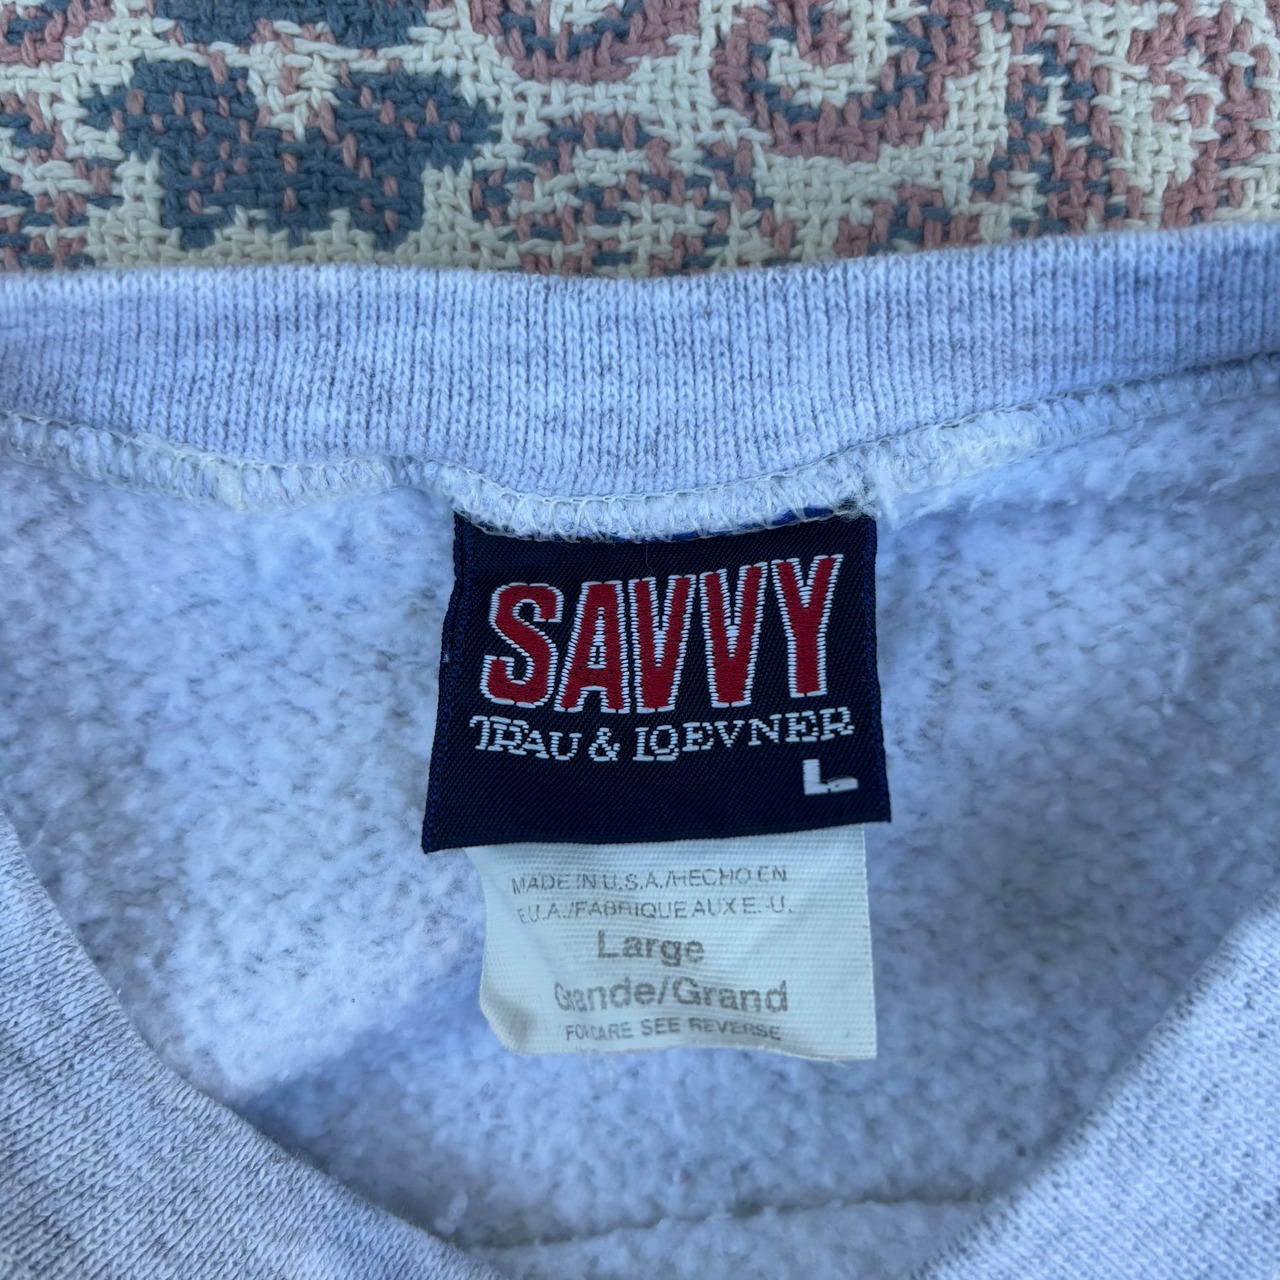 SAVVY
TRAU & LOEVNER
L
MADE IN U.S.A./HECHO EN
E.U.A./FABRIQUE AUX E.-U.
Large
Grande/Grand
FOR CARE SEE REVERSE